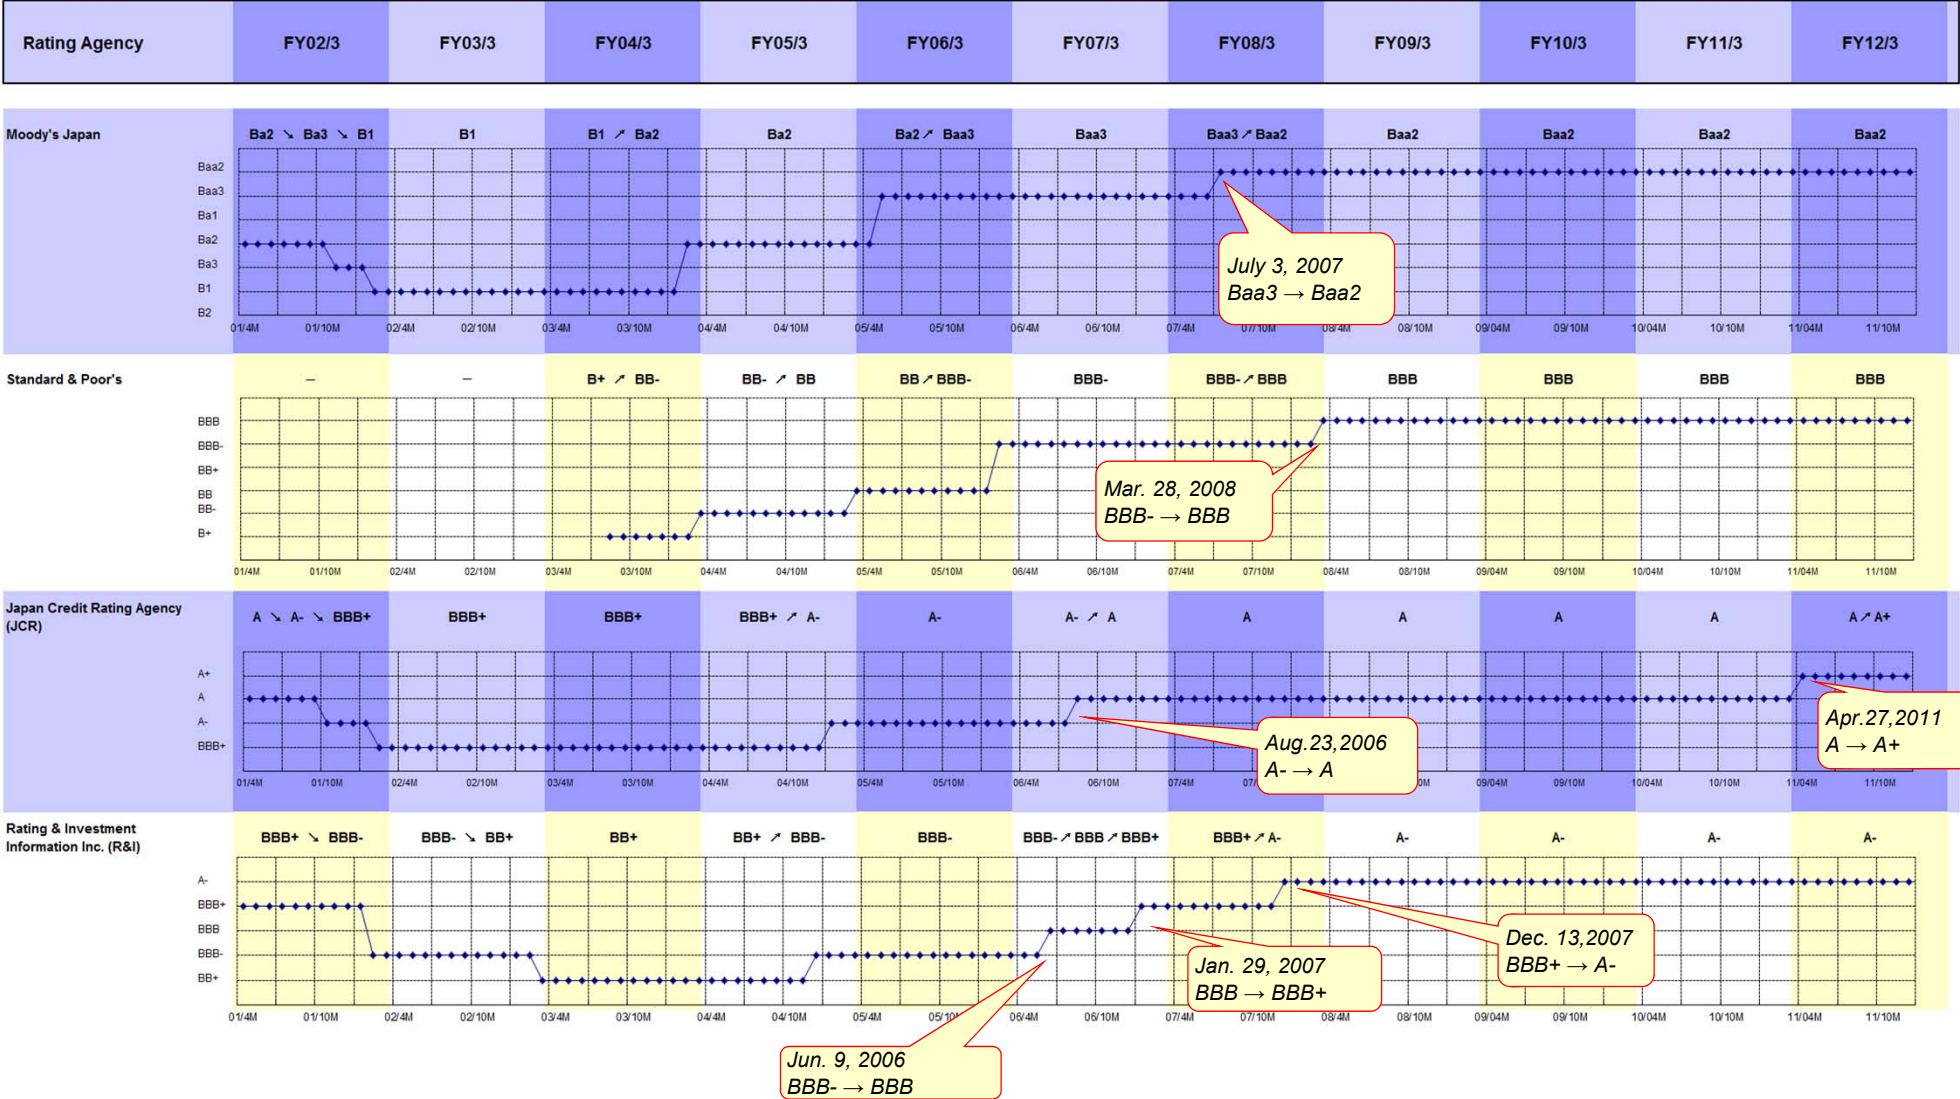 Rating Agency FY02/3 FY03/3 FY04/3 FY05/3 FY06/3 FY07/3 FY08/3 FY09/3 FY10/3 FY11/3 FY12/3
Moody's Japan Ba2 ↘ Ba3 ↘ B1 B1 B1 ↗ Ba2 Ba2 Ba2 ↗ Baa3 Baa3 Baa3 ↗ Baa2 Baa2 Baa2 Baa2 Baa2
Baa2
Baa3
Ba1
Ba2
Ba3
B1
B2
July 3, 2007
Baa3 → Baa2
01/4M 01/10M 02/4M 02/10M 03/4M 03/10M 04/4M 04/10M 05/4M 05/10M 06/4M 06/10M 07/4M 07/10M 08/4M 08/10M 09/04M 09/10M 10/04M 10/10M 11/04M 11/10M
Standard & Poor's — — B+ ↗ BB- BB- ↗ BB BB ↗ BBB- BBB- BBB- ↗ BBB BBB BBB BBB BBB
BBB
BBB-
BB+
BB
BB-
B+
Mar. 28, 2008
BBB- → BBB
01/4M 01/10M 02/4M 02/10M 03/4M 03/10M 04/4M 04/10M 05/4M 05/10M 06/4M 06/10M 07/4M 07/10M 08/4M 08/10M 09/04M 09/10M 10/04M 10/10M 11/04M 11/10M
Japan Credit Rating Agency
(JCR)
A ↘ A- ↘ BBB+ BBB+ BBB+ BBB+ ↗ A- A- A- ↗ A A A A A A ↗ A+
A+
A
A-
BBB+
Aug.23,2006
A- → A
Apr.27,2011
A → A+
01/4M 01/10M 02/4M 02/10M 03/4M 03/10M 04/4M 04/10M 05/4M 05/10M 06/4M 06/10M 07/4M 08/10M 09/04M 09/10M 10/04M 10/10M 11/04M 11/10M
Rating & Investment
Information Inc. (R&I)
BBB+ ↘ BBB- BBB- ↘ BB+ BB+ BB+ ↗ BBB- BBB- BBB- ↗ BBB ↗ BBB+ BBB+ ↗ A- A- A- A- A-
A-
BBB+
BBB
BBB-
BB+
Dec. 13,2007
BBB+ → A-
Jan. 29, 2007
BBB → BBB+
01/4M 01/10M 02/4M 02/10M 03/4M 03/10M 04/4M 04/10M 05/4M 05/10M 06/4M 06/10M 07/4M 07/10M 08/4M 08/10M 09/04M 09/10M 10/04M 10/10M 11/04M 11/10M
Jun. 9, 2006
BBB- → BBB